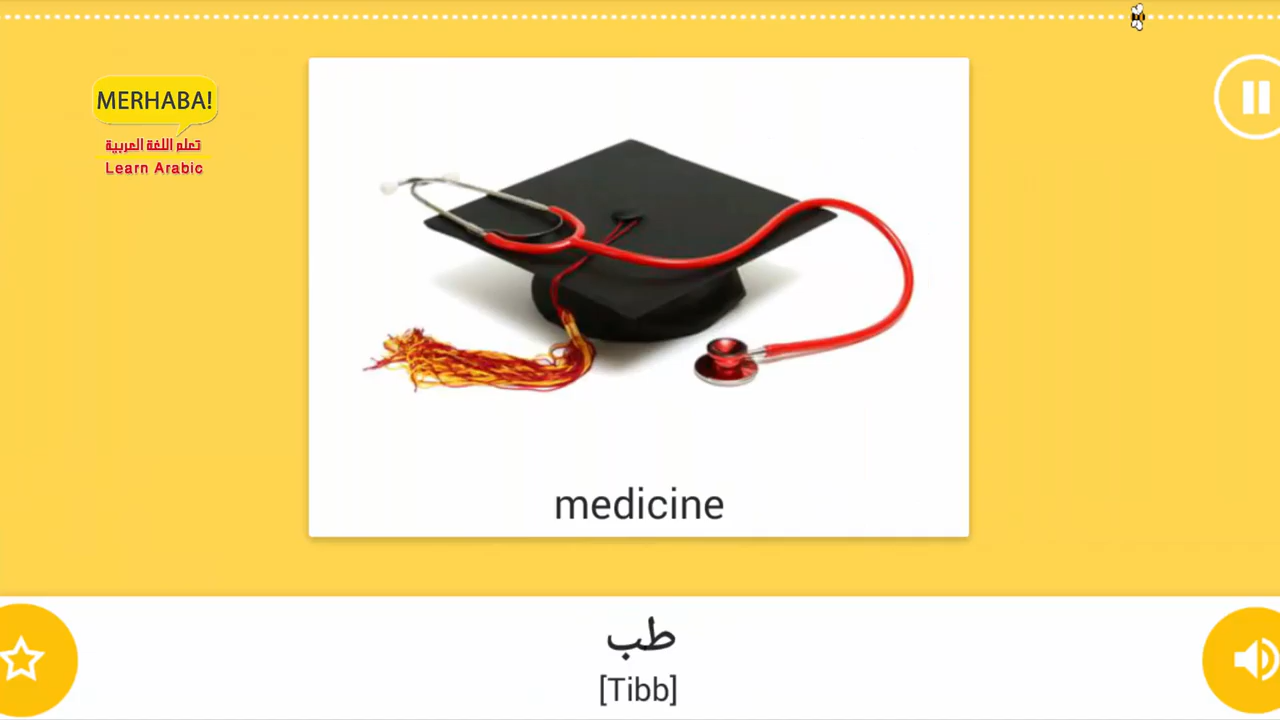 MERHABA!
تعلم اللغة العربية
Learn Arabic
medicine
طب
[Tibb]